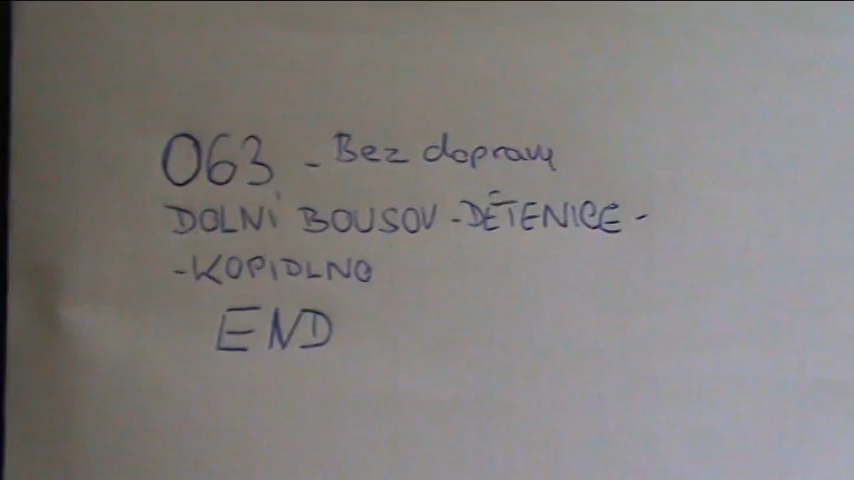 063 - Bez dopravy
DOLNÍ BOUSOV - DĚTENICE -
- KOPIDLNO
END